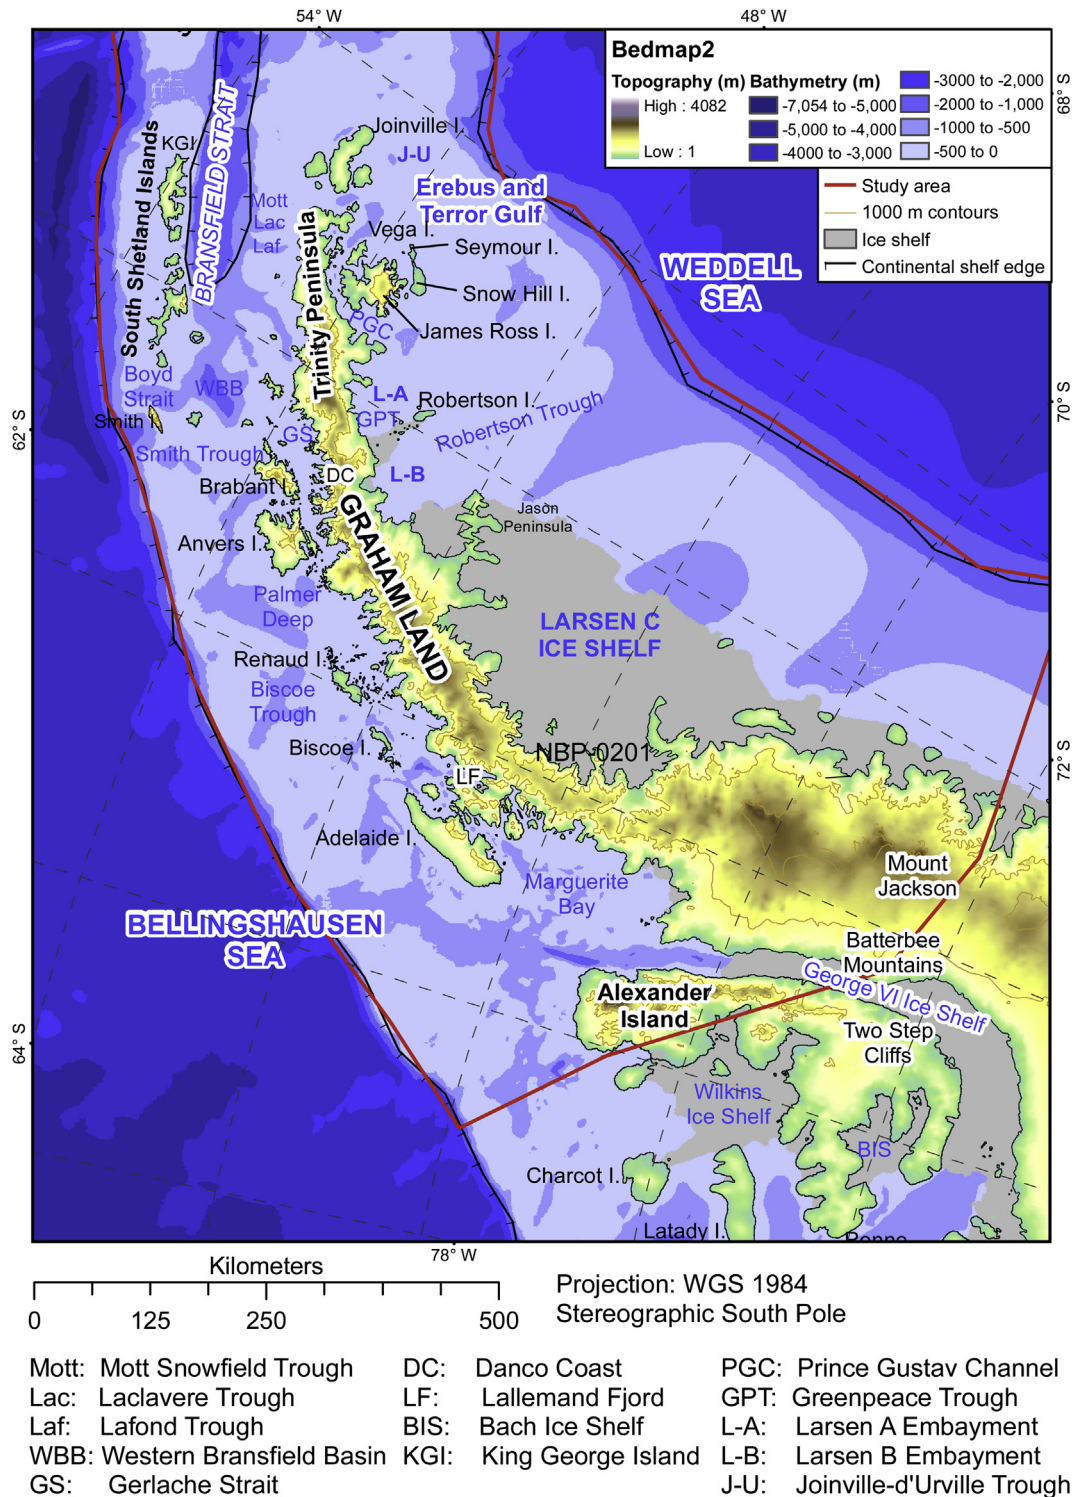 54° W
48° W
Bedmap2
Topography (m)
High : 4082
Low : 1
Bathymetry (m)
-7,054 to -5,000
-5,000 to -4,000
-4000 to -3,000
-3000 to -2,000
-2000 to -1,000
-1000 to -500
-500 to 0
Study area
1000 m contours
Ice shelf
Continental shelf edge
68° S
70° S
72° S
62° S
64° S
78° W
Joinville I.
J-U
KGI
South Shetland Islands
BRANSFIELD STRAIT
Mott
Lac
Laf
Erebus and
Terror Gulf
Vega I.
Seymour I.
Snow Hill I.
James Ross I.
PGC
Trinity Peninsula
WEDDELL
SEA
Boyd
Strait
WBB
Smith I.
L-A
GPT
Robertson I.
Robertson Trough
GS
Smith Trough
Brabant I.
DC
L-B
Anvers I.
Jason
Peninsula
GRAHAM LAND
Palmer
Deep
LARSEN C
ICE SHELF
Renaud I.
Biscoe
Trough
Biscoe I.
NBP-0201
LF
Adelaide I.
Marguerite
Bay
Mount
Jackson
BELLINGSHAUSEN
SEA
Batterbee
Mountains
George VI Ice Shelf
Alexander
Island
Two Step
Cliffs
Wilkins
Ice Shelf
BIS
Charcot I.
Latady I.
Kilometers
0 125 250 500
Projection: WGS 1984
Stereographic South Pole
Mott: Mott Snowfield Trough
Lac: Laclavere Trough
Laf: Lafond Trough
WBB: Western Bransfield Basin
GS: Gerlache Strait
DC: Danco Coast
LF: Lallemand Fjord
BIS: Bach Ice Shelf
KGI: King George Island
PGC: Prince Gustav Channel
GPT: Greenpeace Trough
L-A: Larsen A Embayment
L-B: Larsen B Embayment
J-U: Joinville-d'Urville Trough